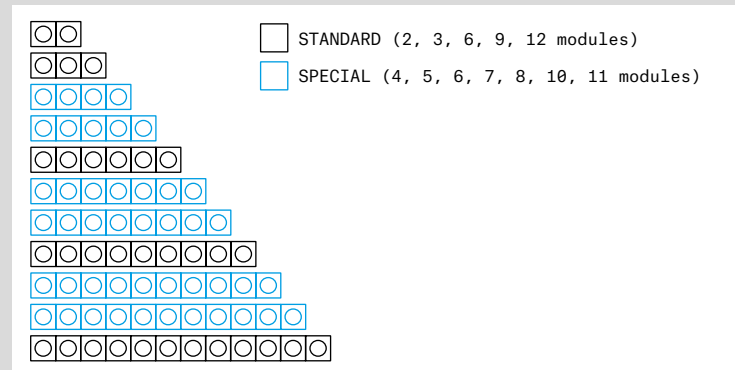 STANDARD (2, 3, 6, 9, 12 modules)
SPECIAL (4, 5, 6, 7, 8, 10, 11 modules)